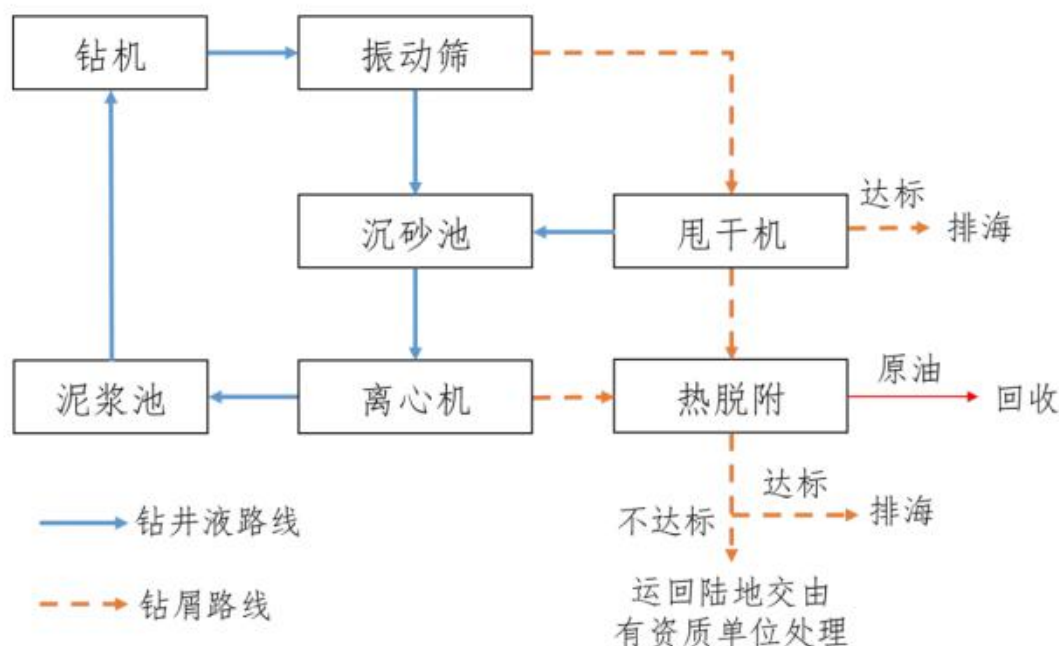 钻机
振动筛
沉砂池
甩干机
达标
排海
泥浆池
离心机
热脱附
原油
回收
钻井液路线
不达标
达标
排海
钻屑路线
运回陆地交由
有资质单位处理